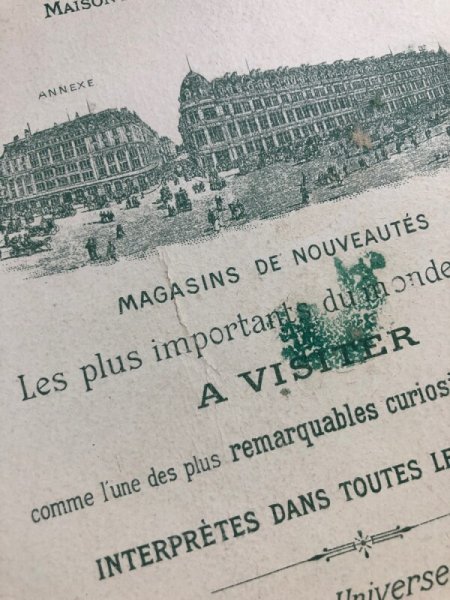 MAISON
ANNEXE
MAGASINS DE NOUVEAUTÉS
Les plus importants du monde
A VISITER
comme l'une des plus remarquables curiosi
INTERPRÈTES DANS TOUTES LE
Universe